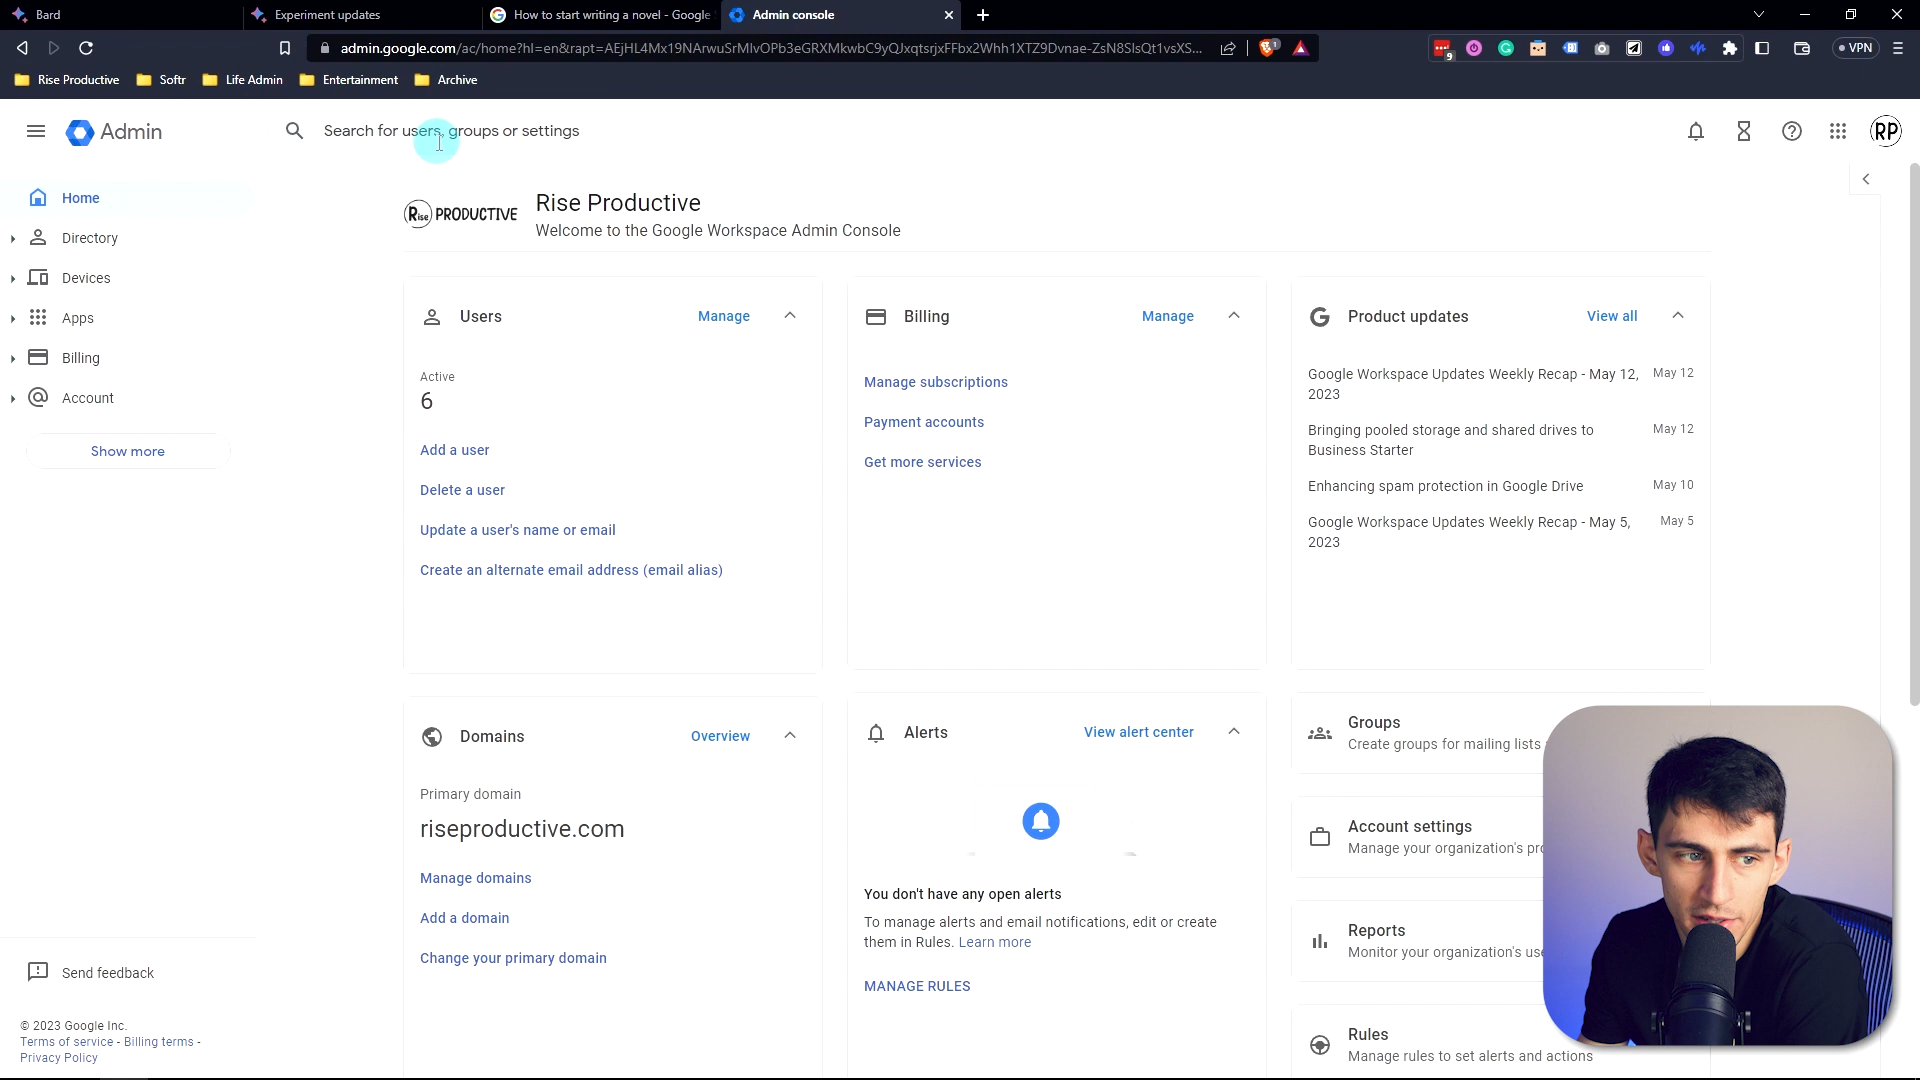 Bard
Experiment updates
How to start writing a novel - Google
Admin console
admin.google.com/ac/home?hl=en&rapt=AEjHL4Mx19NArwuSrMIvOPb3eGRXMkwbC9yQJxqtsrjxFFbx2Whh1XTZ9Dvnae-ZsN8SlsQt1vsXS...
1
9
VPN
Rise Productive
Softr
Life Admin
Entertainment
Archive
Admin
Search for users, groups or settings
RP
Home
Directory
Devices
Apps
Billing
Account
Show more
Send feedback
© 2023 Google Inc.
Terms of service - Billing terms -
Privacy Policy
Rise PRODUCTIVE
Rise Productive
Welcome to the Google Workspace Admin Console
Users
Manage
Active
6
Add a user
Delete a user
Update a user's name or email
Create an alternate email address (email alias)
Billing
Manage
Manage subscriptions
Payment accounts
Get more services
Product updates
View all
Google Workspace Updates Weekly Recap - May 12, May 12
2023
Bringing pooled storage and shared drives to May 12
Business Starter
Enhancing spam protection in Google Drive May 10
Google Workspace Updates Weekly Recap - May 5, May 5
2023
Domains
Overview
Primary domain
riseproductive.com
Manage domains
Add a domain
Change your primary domain
Alerts
View alert center
You don't have any open alerts
To manage alerts and email notifications, edit or create
them in Rules. Learn more
MANAGE RULES
Groups
Create groups for mailing lists
Account settings
Manage your organization's
Reports
Monitor your organization's
Rules
Manage rules to set alerts and actions